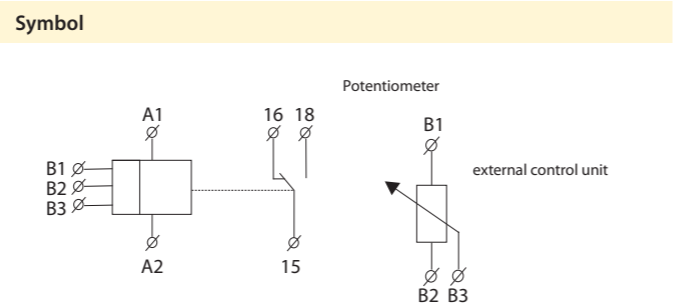 Symbol
Potentiometer
A1
16 18
B1
B1
B2
B3
external control unit
A2
15
B2 B3